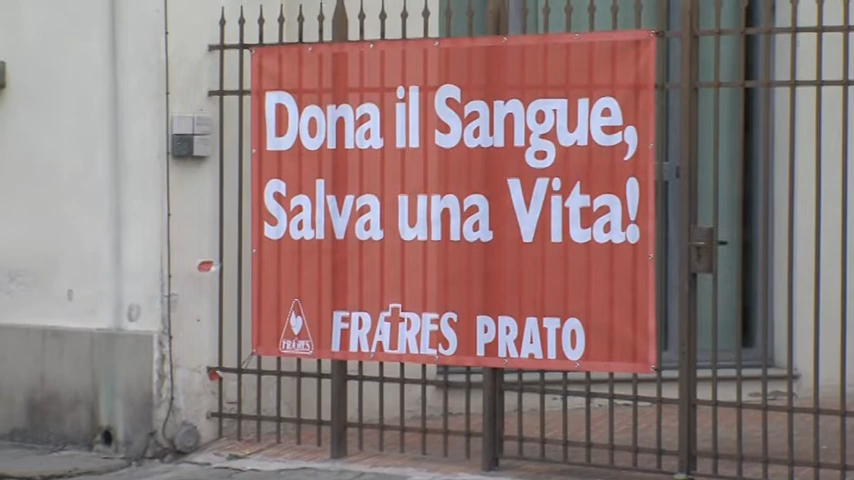 Dona il Sangue,
Salva una Vita!
FRATRES
FRATRES PRATO